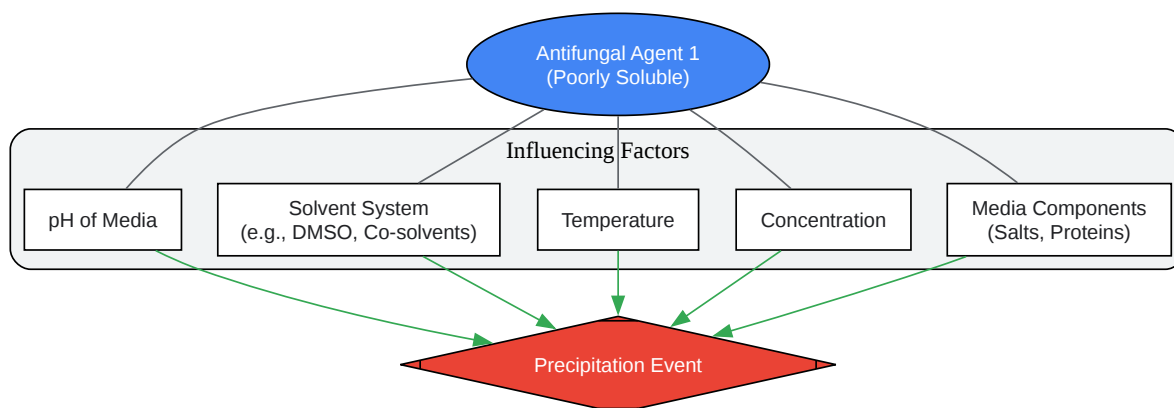 Antifungal Agent 1
(Poorly Soluble)
Influencing Factors
pH of Media
Solvent System
(e.g., DMSO, Co-solvents)
Temperature
Concentration
Media Components
(Salts, Proteins)
Precipitation Event